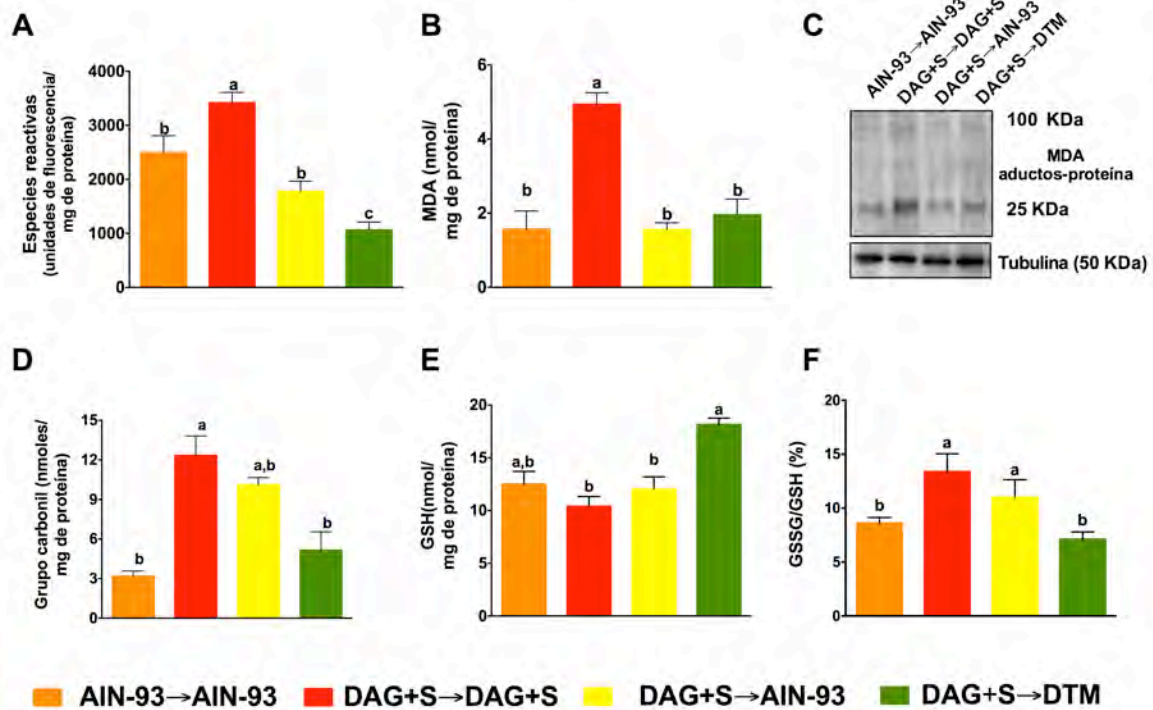 A
Especies reactivas
(unidades de fluorescencia/
mg de proteína)
4000
3000
2000
1000
0
b
a
b
c
B
MDA (nmol/
mg de proteína)
6
4
2
0
b
a
b
b
C
AIN-93→AIN-93
DAG+S→DAG+S
DAG+S→AIN-93
DAG+S→DTM
100 KDa
MDA
aductos-proteína
25 KDa
Tubulina (50 KDa)
D
Grupo carbonil (nmoles/
mg de proteína)
15
12
9
6
3
0
b
a
a,b
b
E
GSH(nmol/
mg de proteína)
20
15
10
5
0
a,b
b
b
a
F
GSSG/GSH (%)
20
15
10
5
0
b
a
a
b
AIN-93→AIN-93 DAG+S→DAG+S DAG+S→AIN-93 DAG+S→DTM